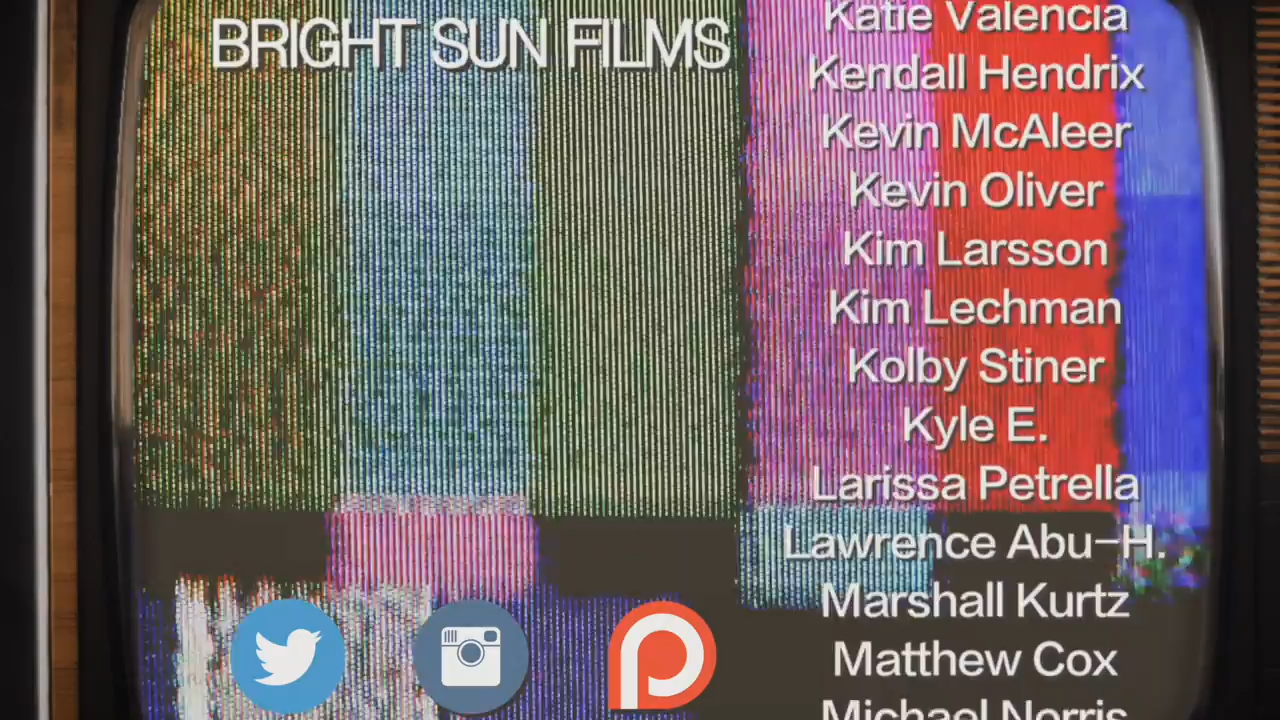 BRIGHT SUN FILMS
Katie Valencia
Kendall Hendrix
Kevin McAleer
Kevin Oliver
Kim Larsson
Kim Lechman
Kolby Stiner
Kyle E.
Larissa Petrella
Lawrence Abu-H.
Marshall Kurtz
Matthew Cox
Michael Norris